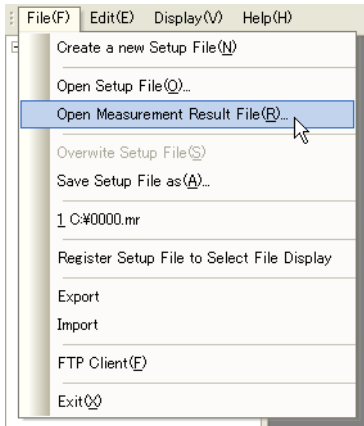 File(F) Edit(E) Display(V) Help(H)
Create a new Setup File(N)
Open Setup File(O)...
Open Measurement Result File(R)...
Overwite Setup File(S)
Save Setup File as(A)...
1 C:¥0000.mr
Register Setup File to Select File Display
Export
Import
FTP Client(F)
Exit(X)